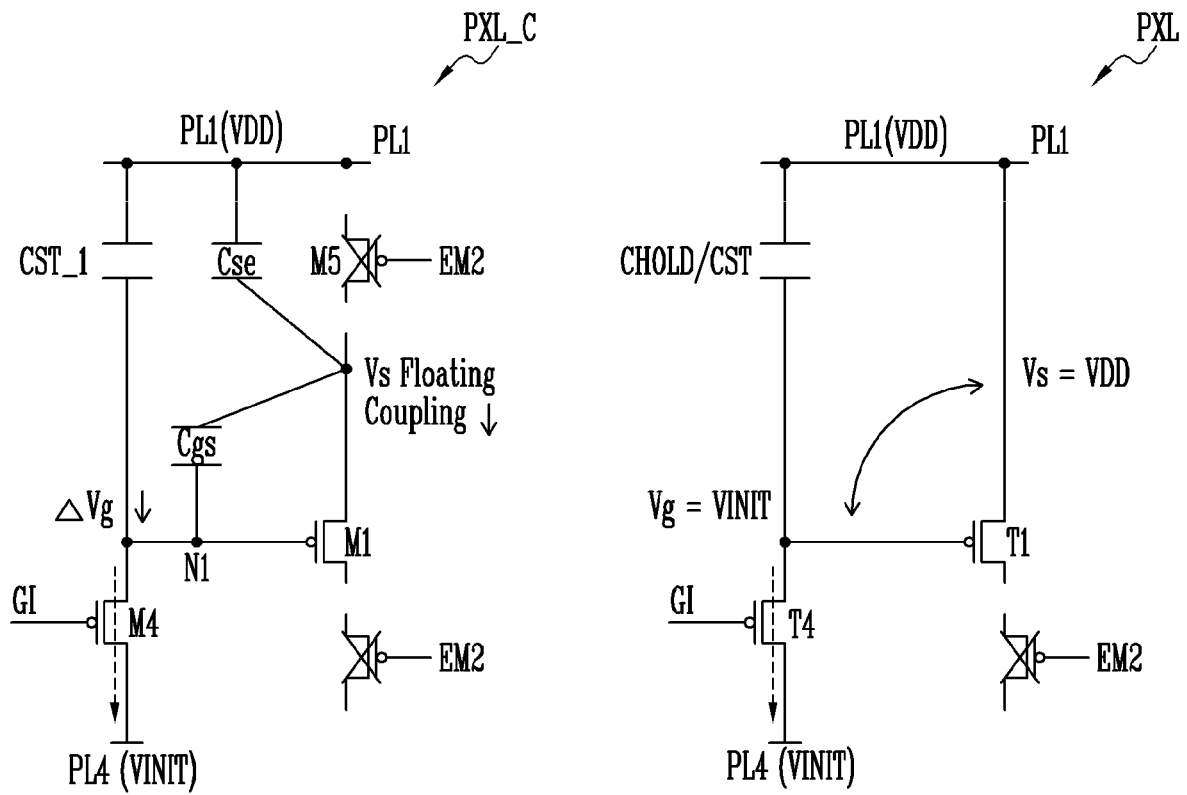 PXL_C
PL1(VDD)
PL1
CST_1
Cse
M5
EM2
Vs Floating
Coupling ↓
Cgs
△Vg ↓
N1
M1
GI
M4
EM2
PL4 (VINIT)
PXL
PL1(VDD)
PL1
CHOLD/CST
Vs = VDD
Vg = VINIT
T1
GI
T4
EM2
PL4 (VINIT)